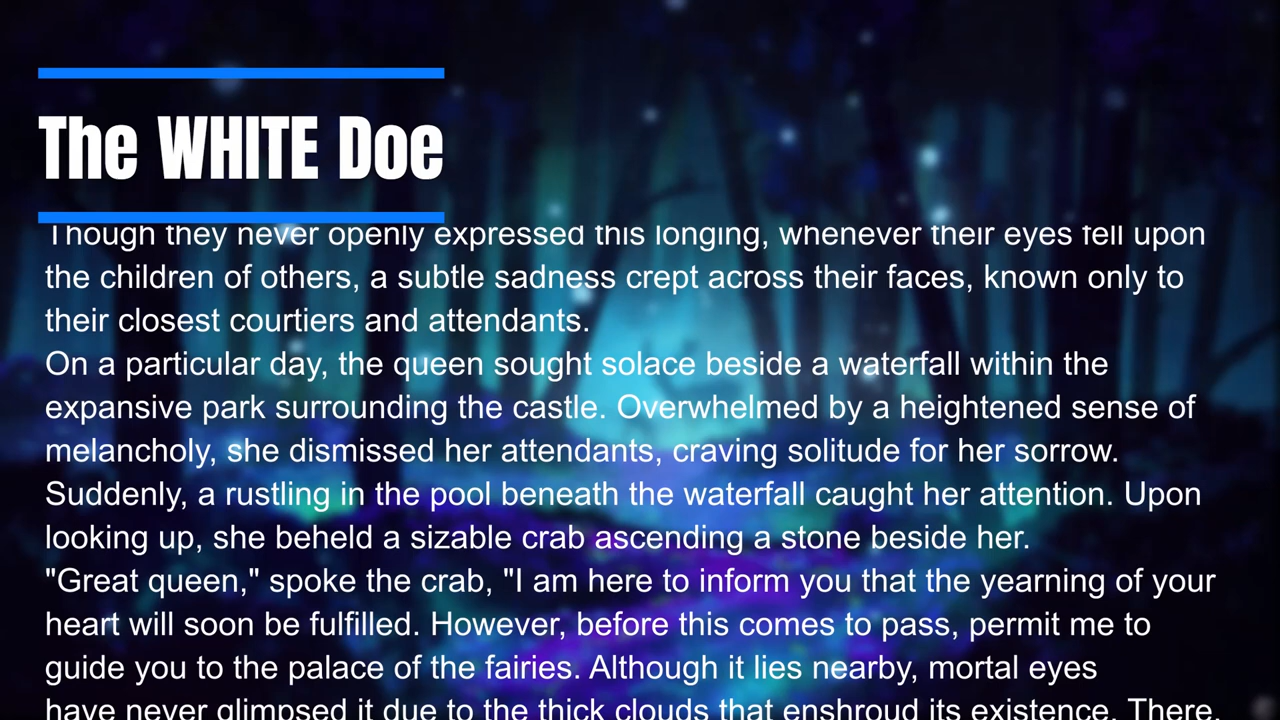 The WHITE Doe
Though they never openly expressed this longing, whenever their eyes fell upon
the children of others, a subtle sadness crept across their faces, known only to
their closest courtiers and attendants.
On a particular day, the queen sought solace beside a waterfall within the
expansive park surrounding the castle. Overwhelmed by a heightened sense of
melancholy, she dismissed her attendants, craving solitude for her sorrow.
Suddenly, a rustling in the pool beneath the waterfall caught her attention. Upon
looking up, she beheld a sizable crab ascending a stone beside her.
"Great queen," spoke the crab, "I am here to inform you that the yearning of your
heart will soon be fulfilled. However, before this comes to pass, permit me to
guide you to the palace of the fairies. Although it lies nearby, mortal eyes
have never glimpsed it due to the thick clouds that enshroud its existence. There,